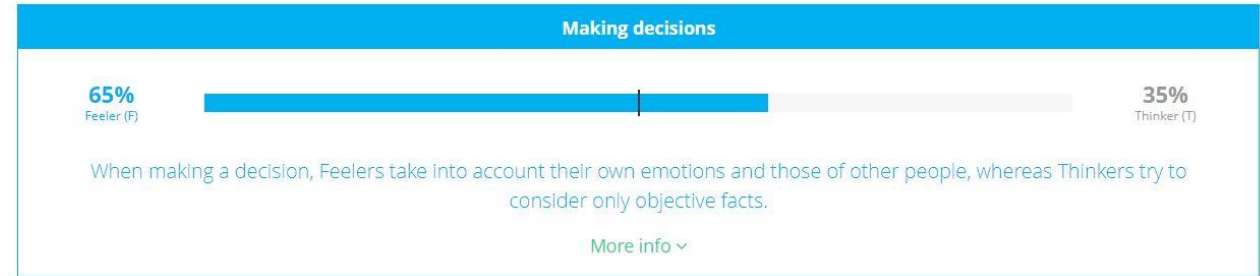 Making decisions
65%
Feeler (F)
35%
Thinker (T)
When making a decision, Feelers take into account their own emotions and those of other people, whereas Thinkers try to
consider only objective facts.
More info